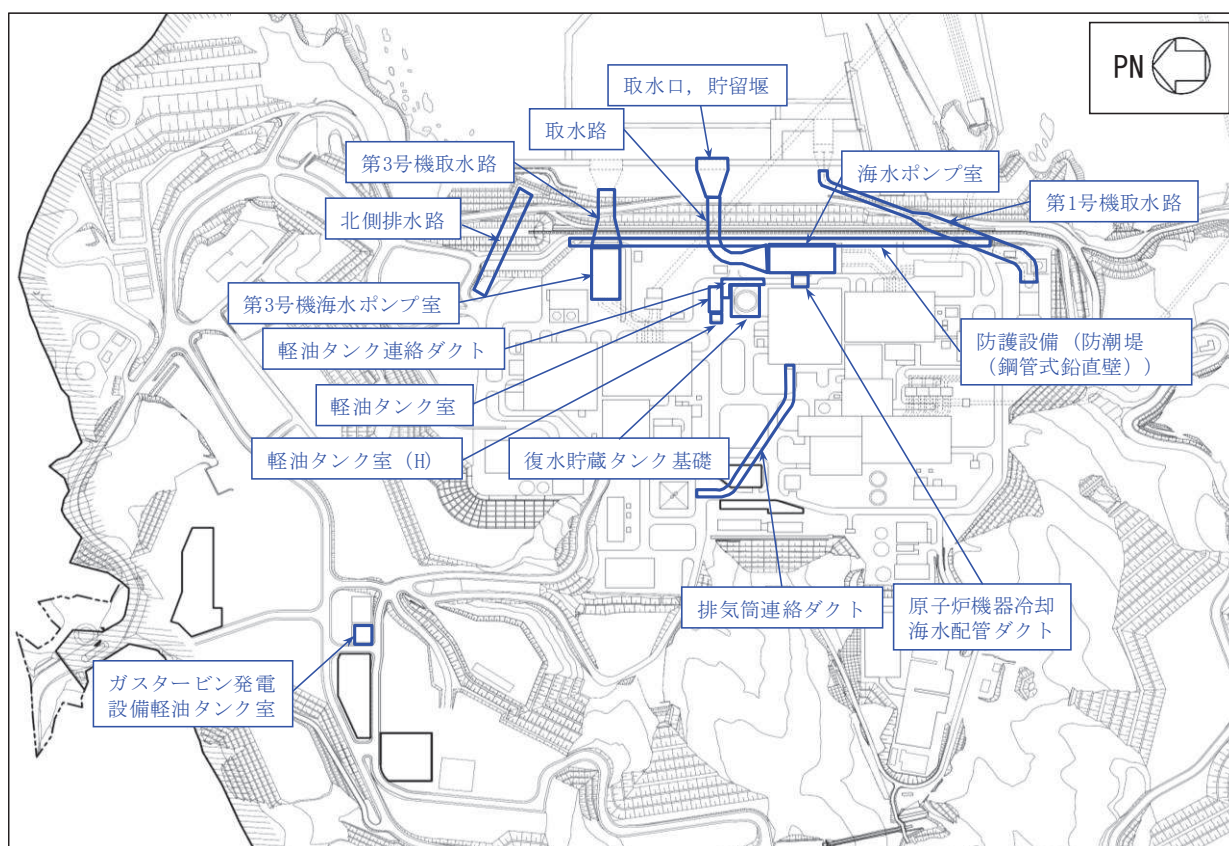 PN
取水口，貯留堰
取水路
第3号機取水路
海水ポンプ室
北側排水路
第1号機取水路
第3号機海水ポンプ室
軽油タンク連絡ダクト
防護設備（防潮堤
（鋼管式鉛直壁））
軽油タンク室
軽油タンク室（H）
復水貯蔵タンク基礎
排気筒連絡ダクト
原子炉機器冷却
海水配管ダクト
ガスタービン発電
設備軽油タンク室